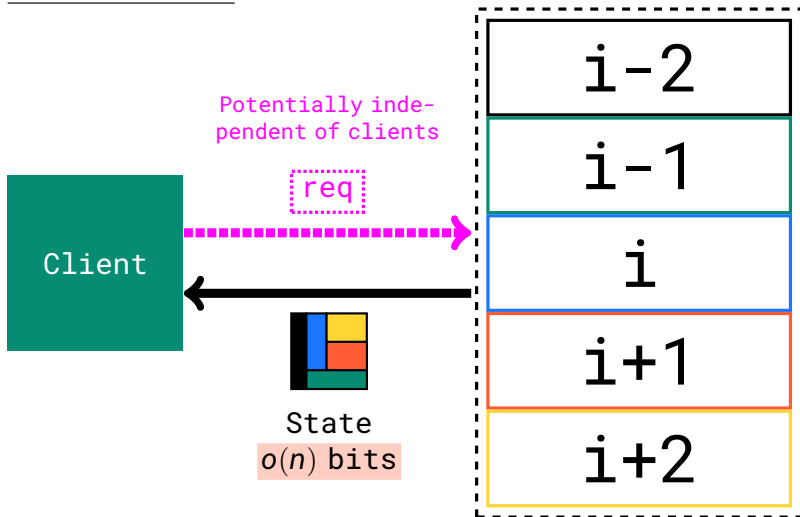 Potentially inde-
pendent of clients
req
Client
State
o(n) bits
i-2
i-1
i
i+1
i+2